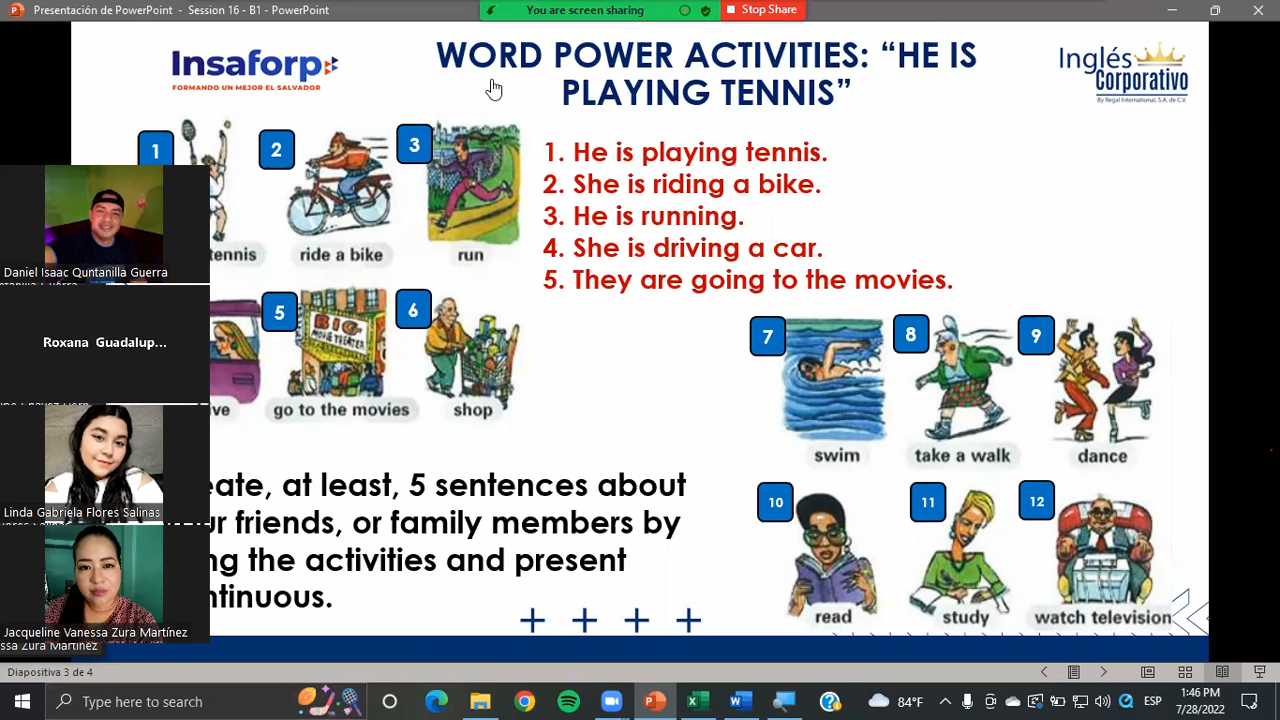 Presentación de PowerPoint - Session 16 - B1 - PowerPoint
You are screen sharing
Stop Share
Insaforp
FORMANDO UN MEJOR EL SALVADOR
WORD POWER ACTIVITIES: “HE IS
PLAYING TENNIS”
Inglés
Corporativo
By Regal International, S.A. de C.V.
1
2
3
1. He is playing tennis.
2. She is riding a bike.
3. He is running.
4. She is driving a car.
5. They are going to the movies.
tennis
ride a bike
run
Daniel Isaac Quntanilla Guerra
Roxana Guadalup...
5
6
BIG
MOVIE THEATER
ive
go to the movies
shop
7
8
9
swim
take a walk
dance
eate, at least, 5 sentences about
ur friends, or family members by
ng the activities and present
ntinuous.
Linda Gabriela Flores Salinas
10
11
12
read
study
watch television
Jacqueline Vanessa Zura Martínez
ssa Zura Martínez
Diapositiva 3 de 4
Type here to search
84°F
ESP
1:46 PM
7/28/2022